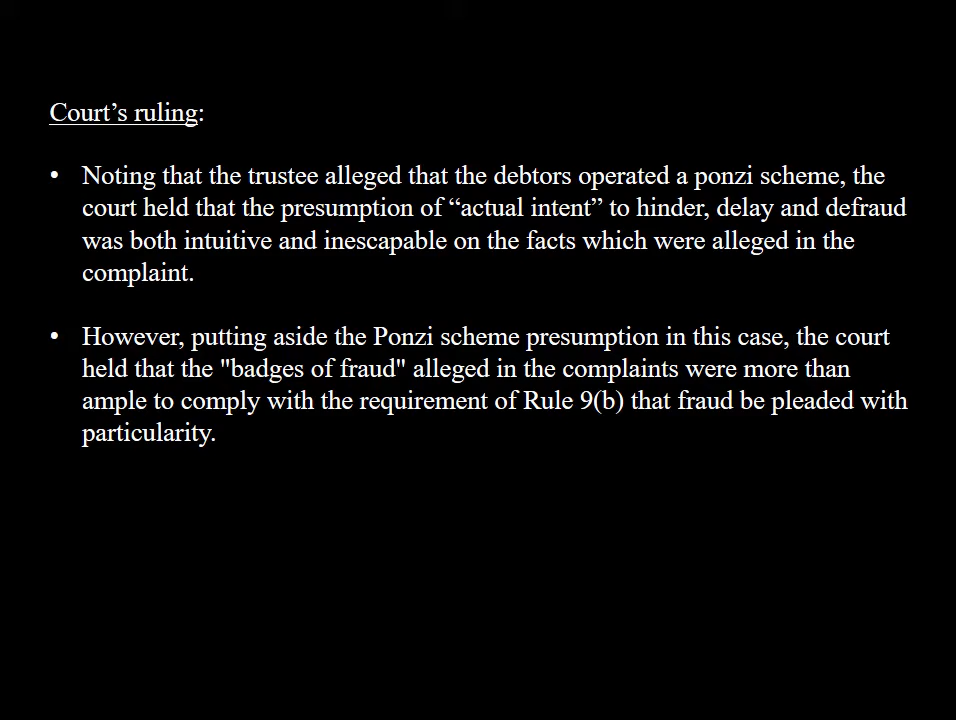 Court’s ruling:
• Noting that the trustee alleged that the debtors operated a ponzi scheme, the
court held that the presumption of “actual intent” to hinder, delay and defraud
was both intuitive and inescapable on the facts which were alleged in the
complaint.
• However, putting aside the Ponzi scheme presumption in this case, the court
held that the "badges of fraud" alleged in the complaints were more than
ample to comply with the requirement of Rule 9(b) that fraud be pleaded with
particularity.